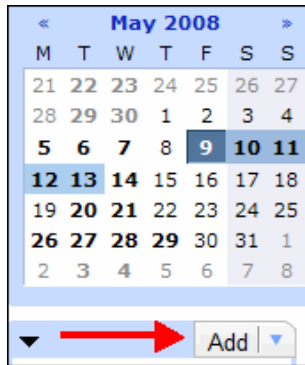 « May 2008 »
M T W T F S S
21 22 23 24 25 26 27
28 29 30 1 2 3 4
5 6 7 8 9 10 11
12 13 14 15 16 17 18
19 20 21 22 23 24 25
26 27 28 29 30 31 1
2 3 4 5 6 7 8
Add